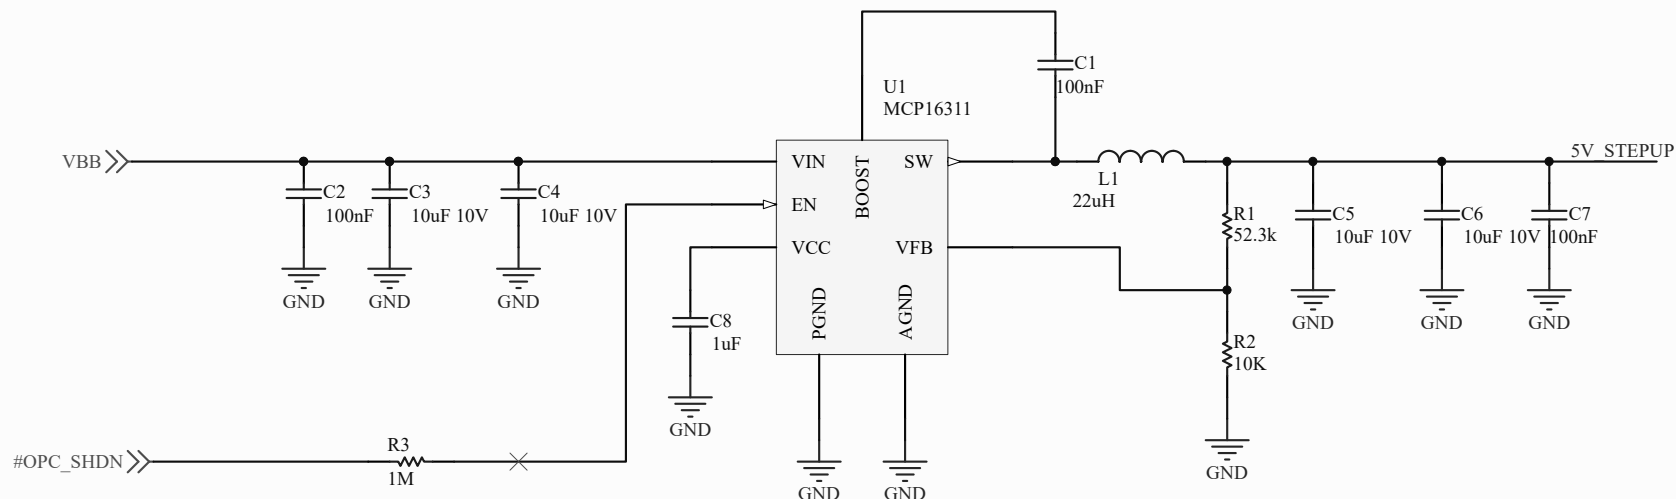 C1
100nF
U1
MCP16311
VBB
VIN
BOOST
SW
5V_STEPUP
C2
100nF
C3
10uF 10V
C4
10uF 10V
EN
L1
22uH
R1
52.3k
C5
10uF 10V
C6
10uF 10V
C7
100nF
VCC
VFB
GND
GND
GND
PGND
AGND
C8
1uF
GND
GND
GND
R2
10K
GND
#OPC_SHDN
R3
1M
GND
GND
GND